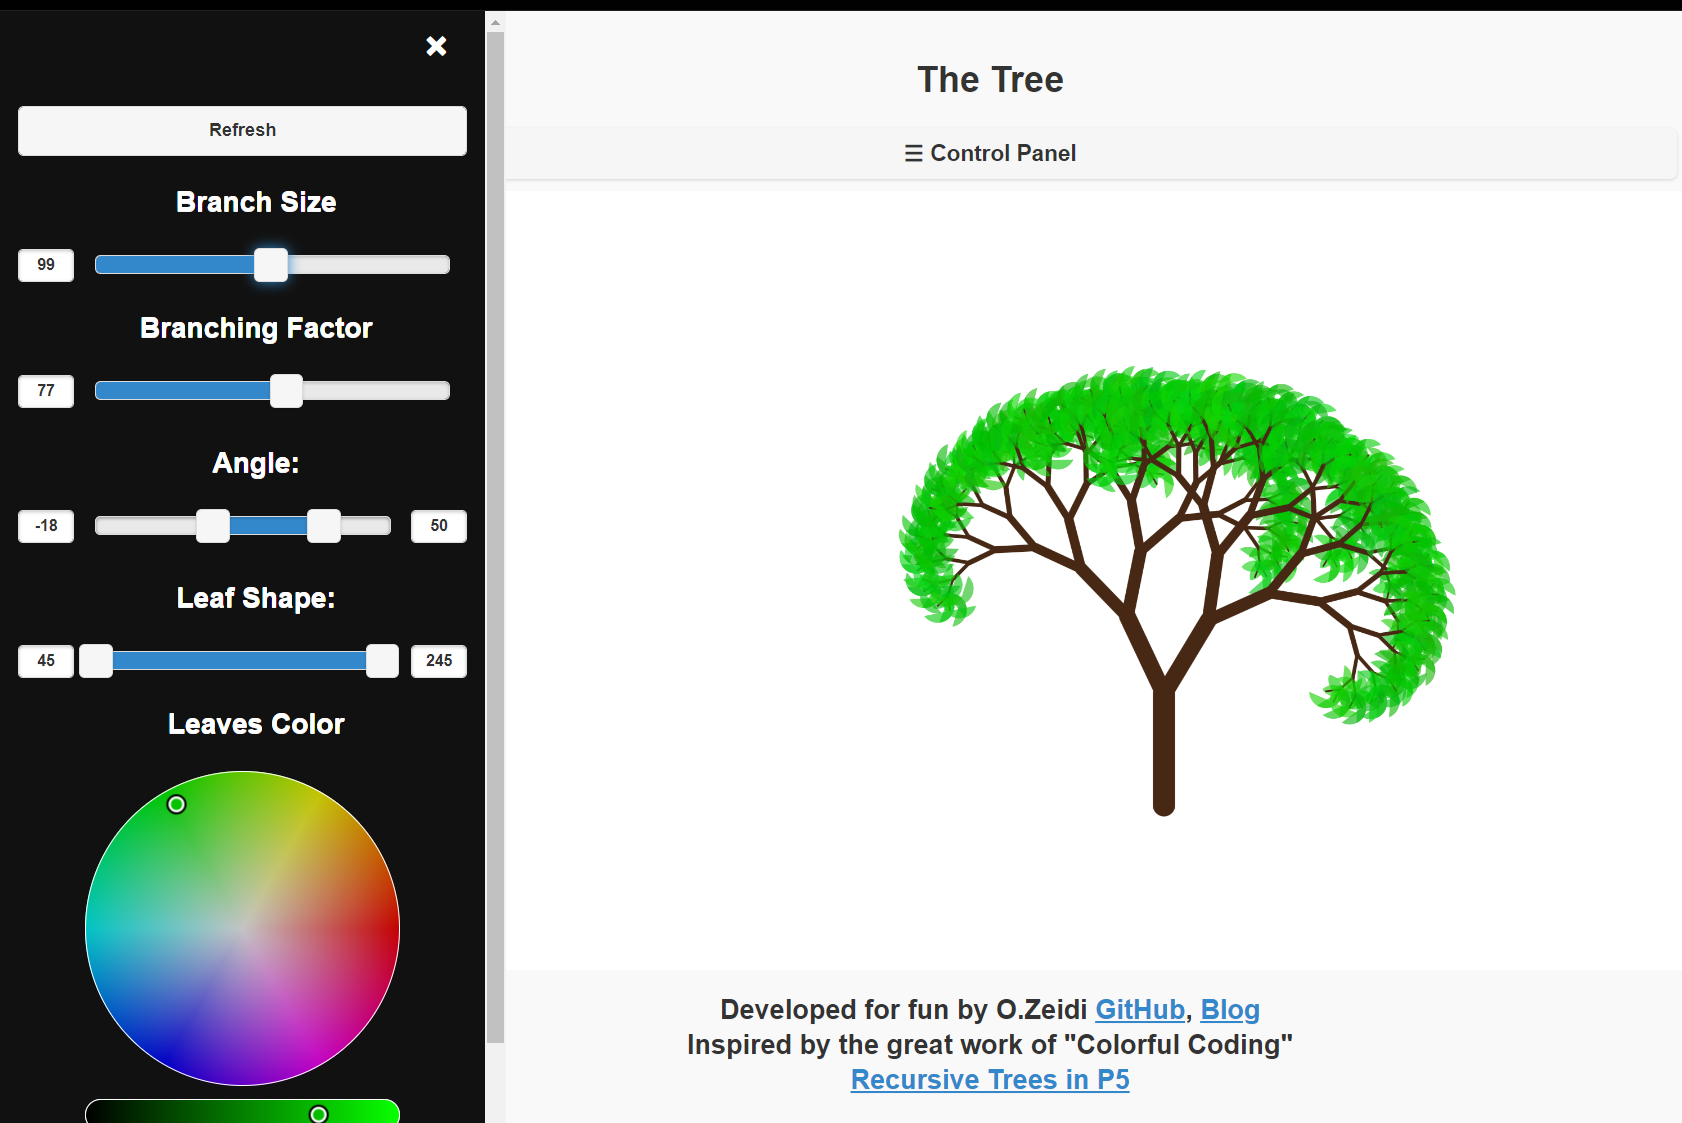 Refresh
Branch Size
99
Branching Factor
77
Angle:
-18
50
Leaf Shape:
45
245
Leaves Color
The Tree
☰ Control Panel
Developed for fun by O.Zeidi GitHub, Blog
Inspired by the great work of "Colorful Coding"
Recursive Trees in P5